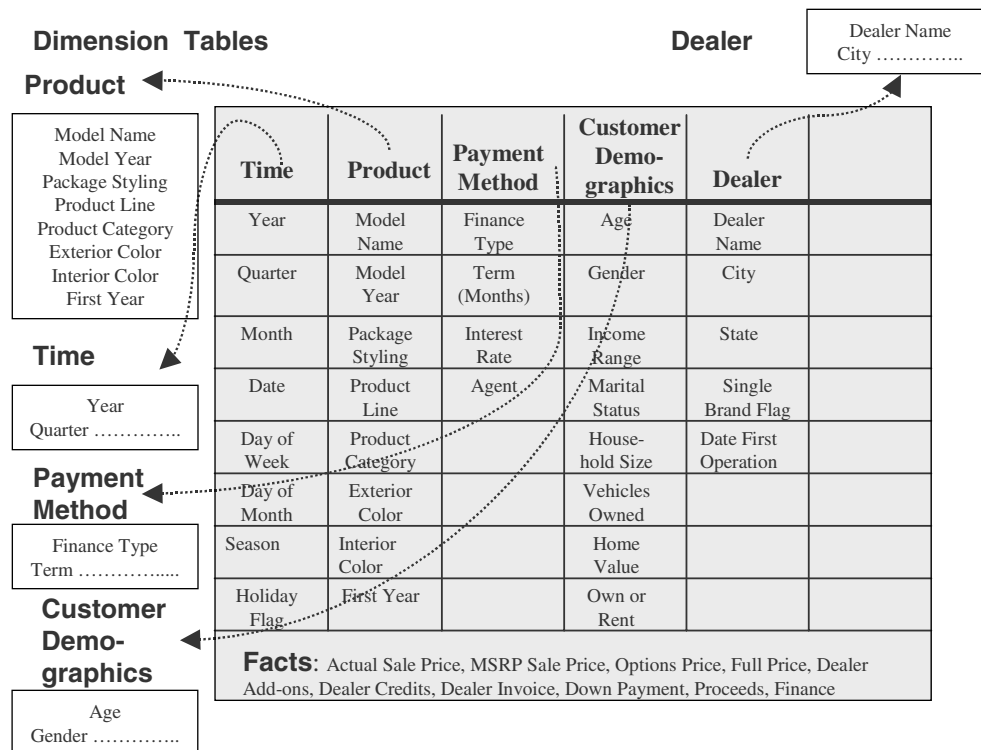 Dimension Tables
Dealer
Dealer Name
City …………..
Product
Model Name
Model Year
Package Styling
Product Line
Product Category
Exterior Color
Interior Color
First Year
Time
Year
Quarter …………..
Payment
Method
Finance Type
Term ………….....
Customer
Demo-
graphics
Age
Gender …………..
Time
Product
Payment
Method
Customer
Demo-
graphics
Dealer
Year
Model
Name
Finance
Type
Age
Dealer
Name
Quarter
Model
Year
Term
(Months)
Gender
City
Month
Package
Styling
Interest
Rate
Income
Range
State
Date
Product
Line
Agent
Marital
Status
Single
Brand Flag
Day of
Week
Product
Category
House-
hold Size
Date First
Operation
Day of
Month
Exterior
Color
Vehicles
Owned
Season
Interior
Color
Home
Value
Holiday
Flag
First Year
Own or
Rent
Facts: Actual Sale Price, MSRP Sale Price, Options Price, Full Price, Dealer
Add-ons, Dealer Credits, Dealer Invoice, Down Payment, Proceeds, Finance